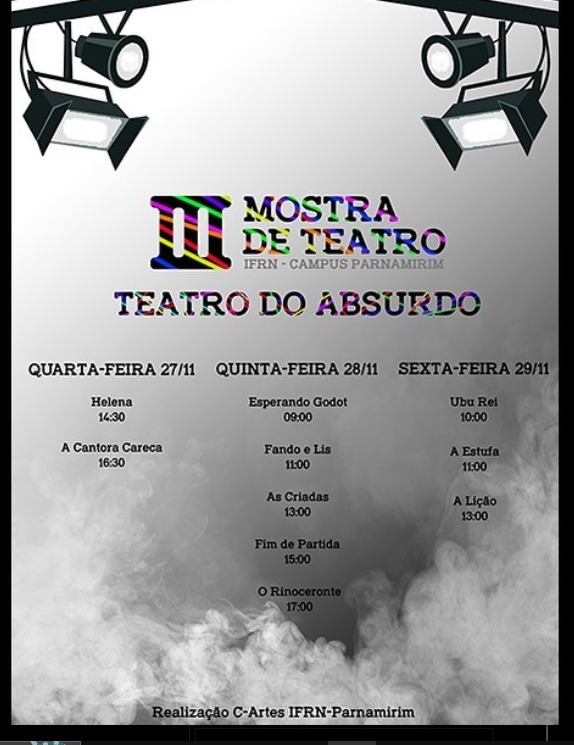 III MOSTRA
DE TEATRO
IFRN - CAMPUS PARNAMIRIM
TEATRO DO ABSURDO
QUARTA-FEIRA 27/11
Helena
14:30
A Cantora Careca
16:30
QUINTA-FEIRA 28/11
Esperando Godot
09:00
Fando e Lis
11:00
As Criadas
13:00
Fim de Partida
15:00
O Rinoceronte
17:00
SEXTA-FEIRA 29/11
Ubu Rei
10:00
A Estufa
11:00
A Lição
13:00
Realização C-Artes IFRN-Parnamirim